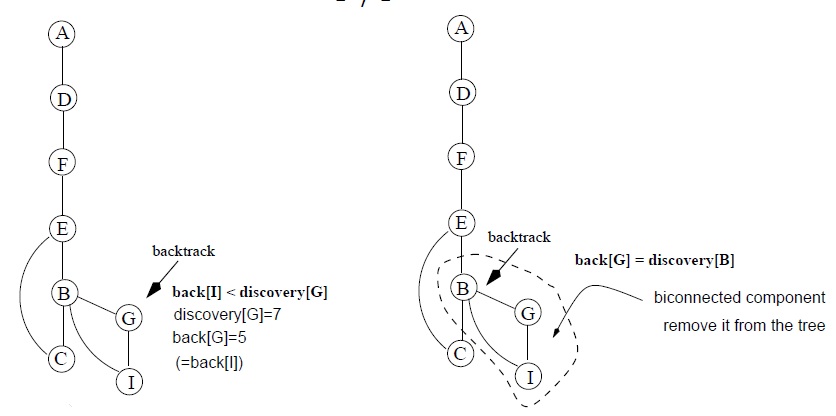 A
D
F
E
backtrack
B
back[I] < discovery[G]
discovery[G]=7
G
back[G]=5
C
(=back[I])
I
A
D
F
E
backtrack
back[G] = discovery[B]
B
biconnected component
G
remove it from the tree
C
I